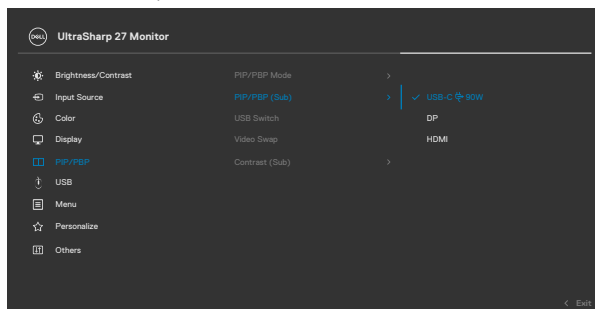 DELL UltraSharp 27 Monitor
Brightness/Contrast PIP/PBP Mode >
Input Source PIP/PBP (Sub) > ✓ USB-C 90W
Color USB Switch DP
Display Video Swap HDMI
PIP/PBP Contrast (Sub) >
USB
Menu
Personalize
Others
< Exit